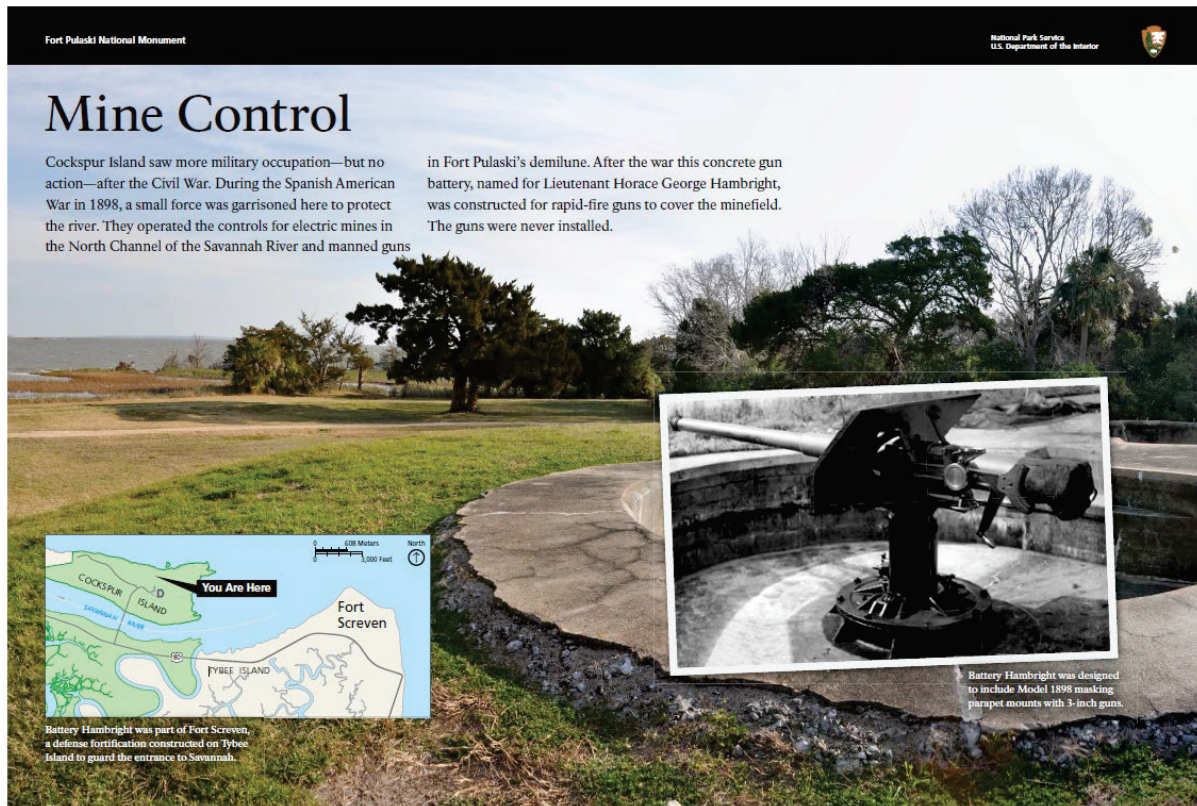 Fort Pulaski National Monument
National Park Service
U.S. Department of the Interior
Mine Control
Cockspur Island saw more military occupation—but no
action—after the Civil War. During the Spanish American
War in 1898, a small force was garrisoned here to protect
the river. They operated the controls for electric mines in
the North Channel of the Savannah River and manned guns
in Fort Pulaski’s demilune. After the war this concrete gun
battery, named for Lieutenant Horace George Hambright,
was constructed for rapid-fire guns to cover the minefield.
The guns were never installed.
0 608 Meters
0 3,000 Feet
North
You Are Here
COCKSPUR
ISLAND
SAVANNAH RIVER
80
Fort
Screven
TYBEE ISLAND
Battery Hambright was part of Fort Screven,
a defense fortification constructed on Tybee
Island to guard the entrance to Savannah.
Battery Hambright was designed
to include Model 1898 masking
parapet mounts with 3-inch guns.